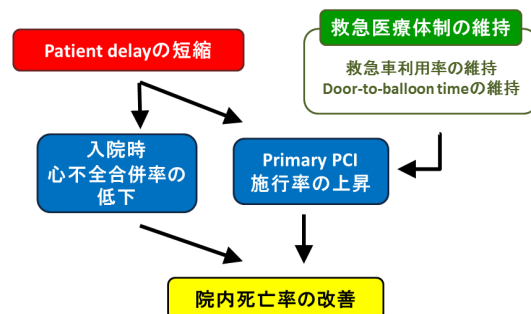 Patient delayの短縮
救急医療体制の維持
救急車利用率の維持
Door-to-balloon timeの維持
入院時
心不全合併率の
低下
Primary PCI
施行率の上昇
院内死亡率の改善